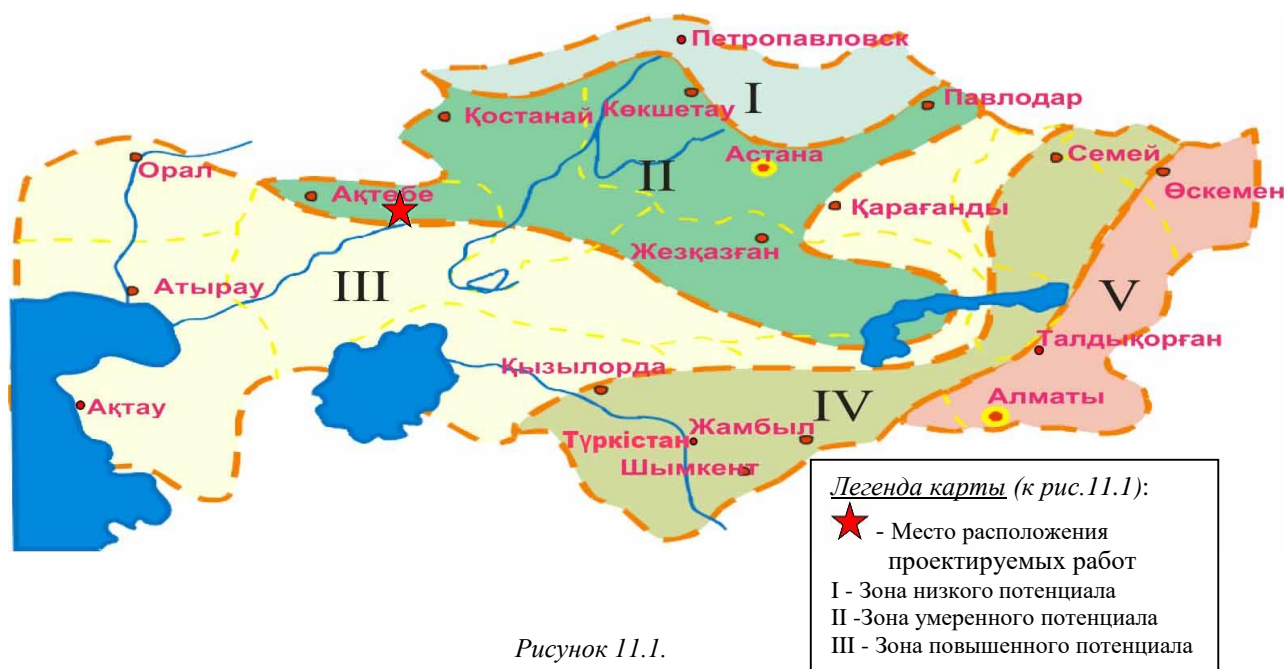 Петропавловск
I
Қостанай
Көкшетау
Павлодар
Орал
Ақтебе
II
Астана
Семей
Өскемен
Қарағанды
Жезқазған
Атырау
III
V
Талдықорған
Қызылорда
Ақтау
IV
Алматы
Түркістан
Жамбыл
Шымкент
Легенда карты (к рис.11.1):
- Место расположения
проектируемых работ
I - Зона низкого потенциала
II -Зона умеренного потенциала
III - Зона повышенного потенциала
Рисунок 11.1.